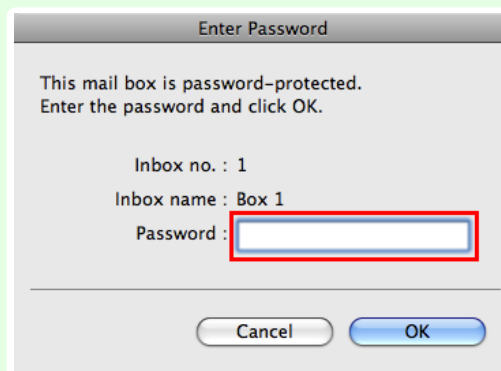 Enter Password
This mail box is password-protected.
Enter the password and click OK.
Inbox no. : 1
Inbox name : Box 1
Password :
Cancel OK